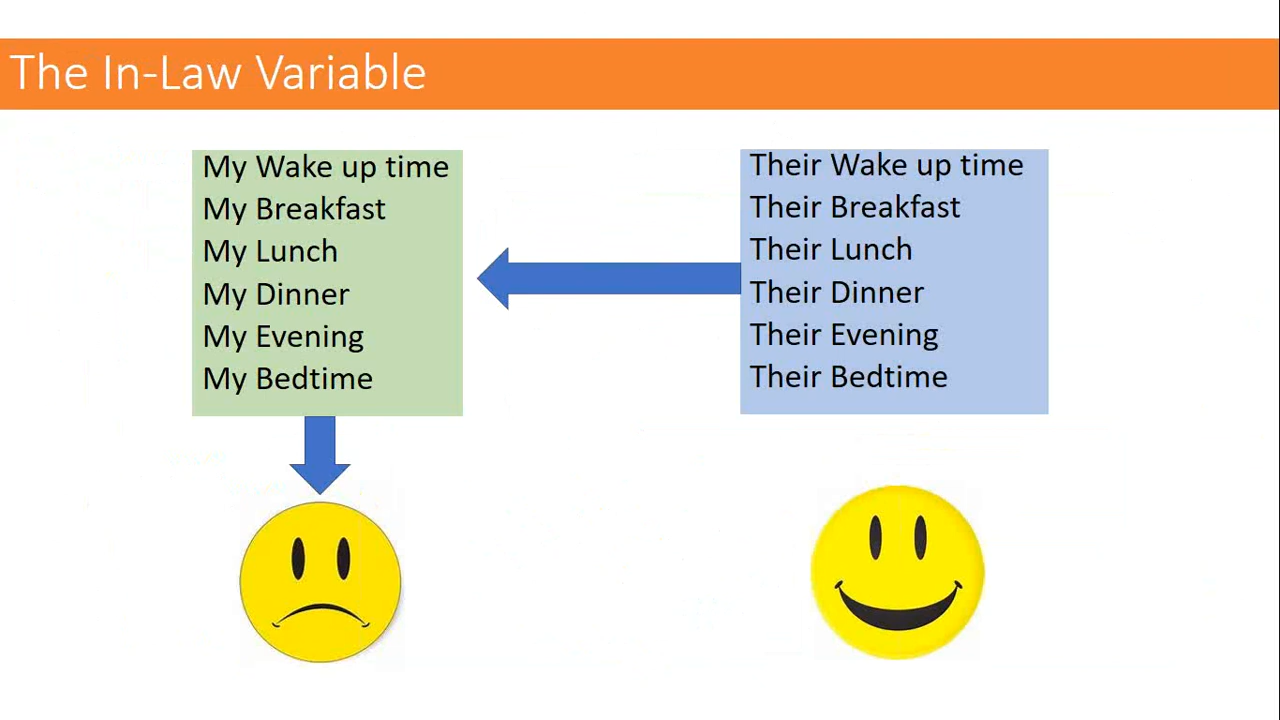 The In-Law Variable
My Wake up time
My Breakfast
My Lunch
My Dinner
My Evening
My Bedtime
Their Wake up time
Their Breakfast
Their Lunch
Their Dinner
Their Evening
Their Bedtime